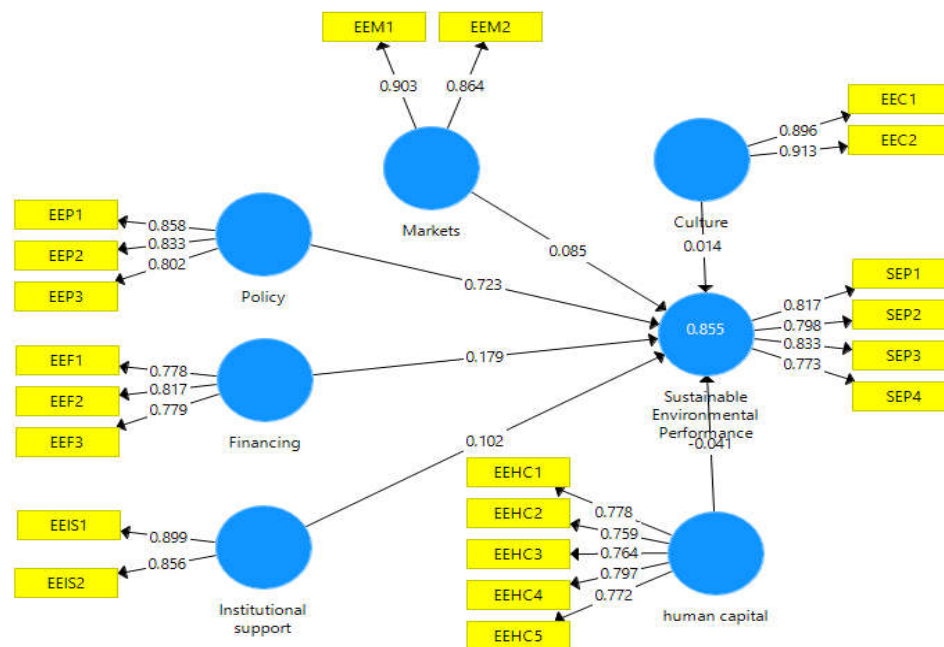 EEM1
EEM2
0.903
0.864
Markets
EEC1
EEC2
0.896
0.913
Culture
0.014
EEP1
EEP2
EEP3
0.858
0.833
0.802
Policy
0.085
0.723
EEF1
EEF2
EEF3
0.778
0.817
0.779
Financing
0.179
0.855
Sustainable
Environmental
Performance
SEP1
SEP2
SEP3
SEP4
0.817
0.798
0.833
0.773
EEIS1
EEIS2
0.899
0.856
Institutional
support
0.102
-0.041
EEHC1
EEHC2
EEHC3
EEHC4
EEHC5
0.778
0.759
0.764
0.797
0.772
human capital